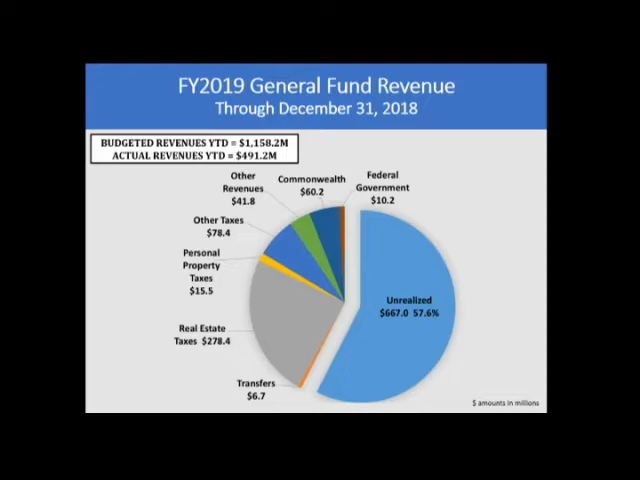 FY2019 General Fund Revenue
Through December 31, 2018
BUDGETED REVENUES YTD = $1,158.2M
ACTUAL REVENUES YTD = $491.2M
Other
Revenues
$41.8
Commonwealth
$60.2
Federal
Government
$10.2
Other Taxes
$78.4
Personal
Property
Taxes
$15.5
Unrealized
$667.0 57.6%
Real Estate
Taxes $278.4
Transfers
$6.7
$ amounts in millions